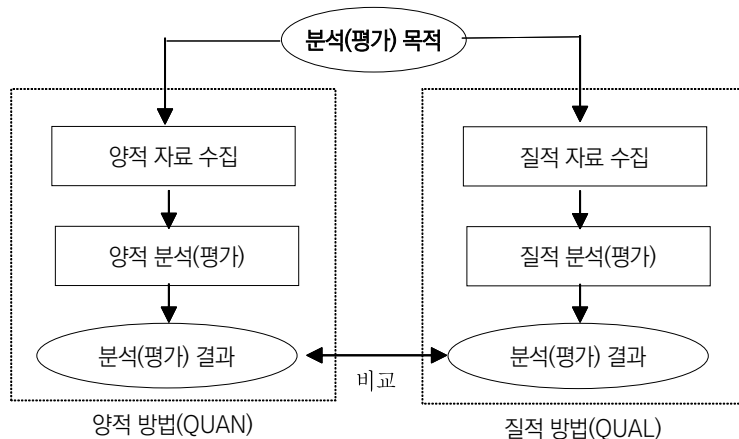 분석(평가) 목적
양적 자료 수집
양적 분석(평가)
분석(평가) 결과
양적 방법(QUAN)
비교
질적 자료 수집
질적 분석(평가)
분석(평가) 결과
질적 방법(QUAL)